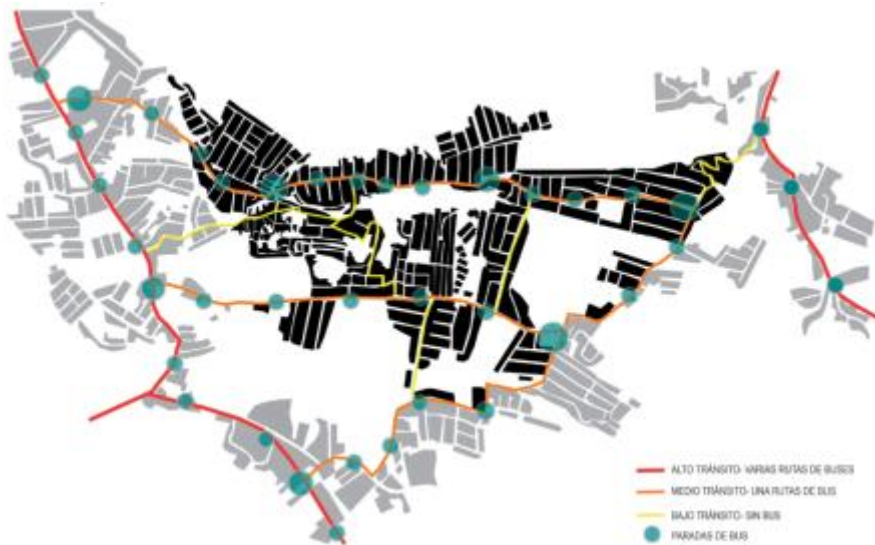 ALTO TRÁNSITO- VARIAS RUTAS DE BUSES
MEDIO TRÁNSITO- UNA RUTAS DE BUS
BAJO TRÁNSITO- SIN BUS
PARADAS DE BUS